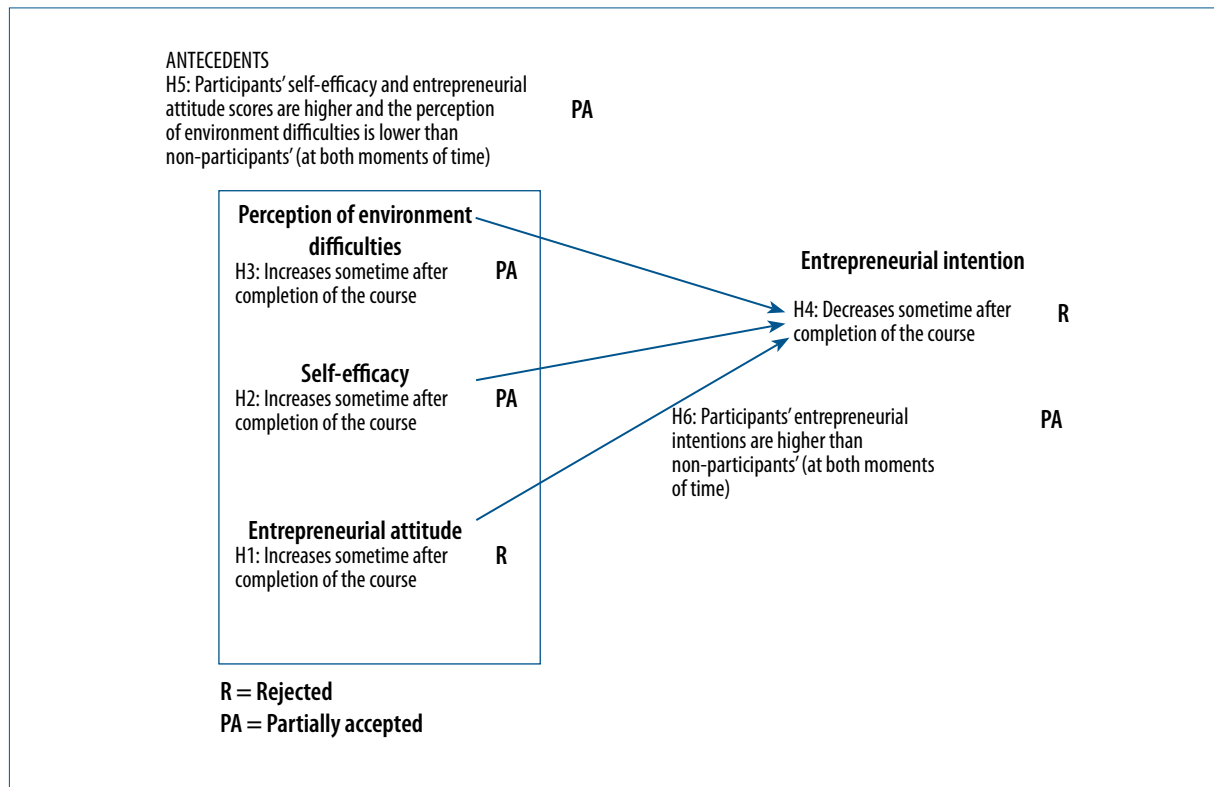 ANTECEDENTS
H5: Participants’ self-efficacy and entrepreneurial
attitude scores are higher and the perception
of environment difficulties is lower than
non-participants’ (at both moments of time)
PA
Perception of environment
difficulties
H3: Increases sometime after
completion of the course
PA
Self-efficacy
H2: Increases sometime after
completion of the course
PA
Entrepreneurial attitude
H1: Increases sometime after
completion of the course
R
Entrepreneurial intention
H4: Decreases sometime after
completion of the course
R
H6: Participants’ entrepreneurial
intentions are higher than
non-participants’ (at both moments
of time)
PA
R = Rejected
PA = Partially accepted